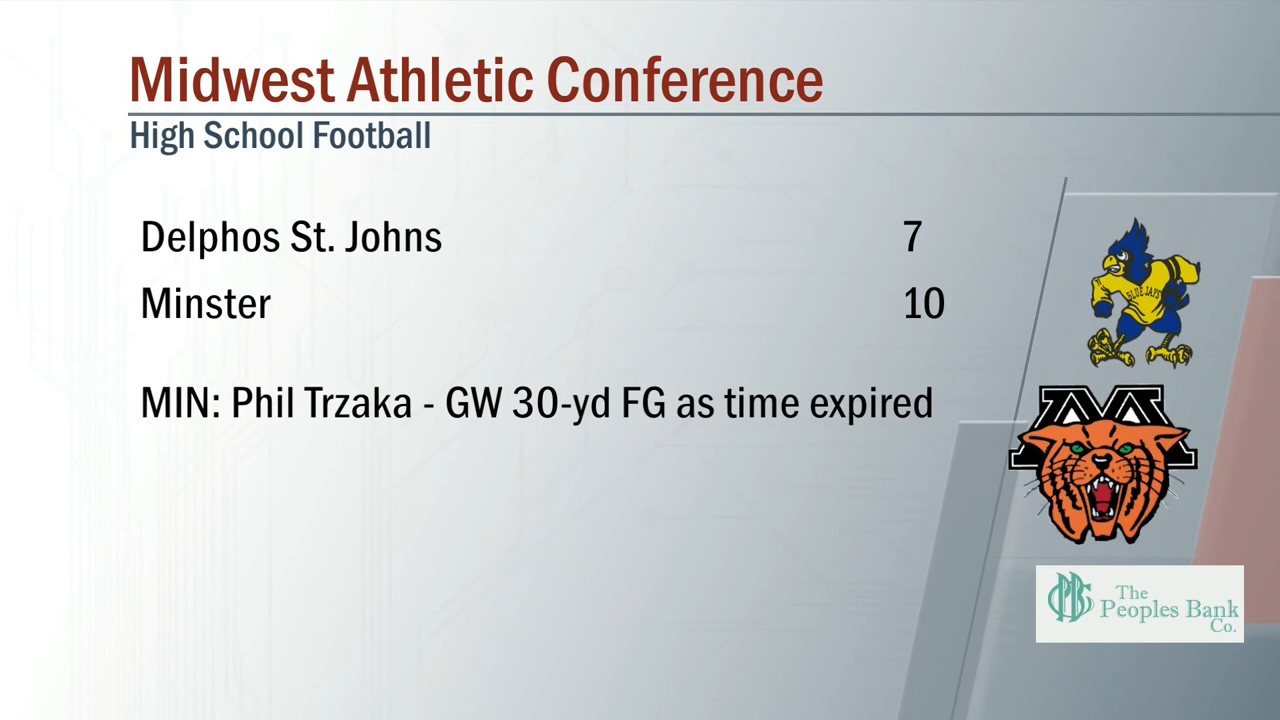 Midwest Athletic Conference
High School Football
Delphos St. Johns 7
Minster 10
MIN: Phil Trzaka - GW 30-yd FG as time expired
BLUE JAYS
M
PBC
The
Peoples Bank
Co.